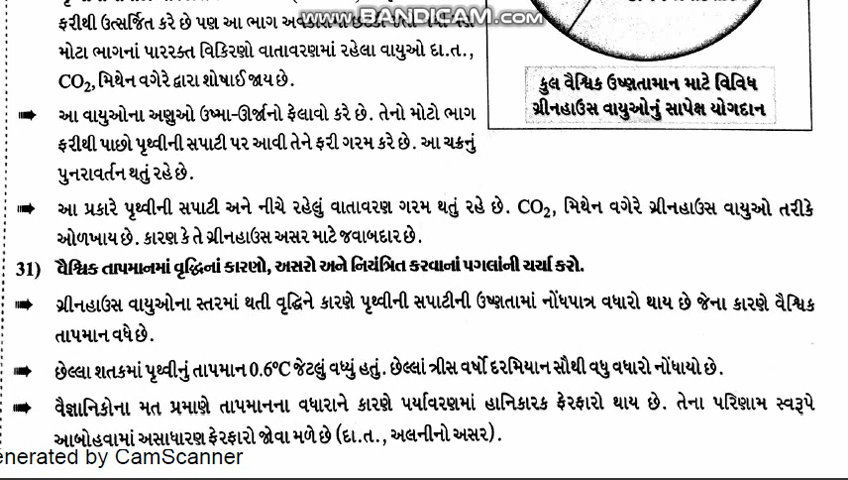 ફરીથી ઉત્સર્જિત કરે છે પણ આ ભાગ
www.BANDICAM.com
મોટા ભાગનાં પારરક્ત વિકિરણો વાતાવરણમાં રહેલા વાયુઓ દા.ત.,
CO₂, મિથેન વગેરે દ્વારા શોષાઈ જાય છે.
કુલ વૈશ્વિક ઉષ્ણતામાન માટે વિવિધ
ગ્રીનહાઉસ વાયુઓનું સાપેક્ષ યોગદાન
➠ આ વાયુઓના અણુઓ ઉષ્મા-ઊર્જાનો ફેલાવો કરે છે. તેનો મોટો ભાગ
ફરીથી પાછો પૃથ્વીની સપાટી પર આવી તેને ફરી ગરમ કરે છે. આ ચક્રનું
પુનરાવર્તન થતું રહે છે.
➠ આ પ્રકારે પૃથ્વીની સપાટી અને નીચે રહેલું વાતાવરણ ગરમ થતું રહે છે. CO₂, મિથેન વગેરે ગ્રીનહાઉસ વાયુઓ તરીકે
ઓળખાય છે. કારણ કે તે ગ્રીનહાઉસ અસર માટે જવાબદાર છે.
31) વૈશ્વિક તાપમાનમાં વૃદ્ધિનાં કારણો, અસરો અને નિયંત્રિત કરવાનાં પગલાંની ચર્ચા કરો.
➠ ગ્રીનહાઉસ વાયુઓના સ્તરમાં થતી વૃદ્ધિને કારણે પૃથ્વીની સપાટીની ઉષ્ણતામાં નોંધપાત્ર વધારો થાય છે જેના કારણે વૈશ્વિક
તાપમાન વધે છે.
➠ છેલ્લા શતકમાં પૃથ્વીનું તાપમાન 0.6°C જેટલું વધ્યું હતું. છેલ્લાં ત્રીસ વર્ષો દરમિયાન સૌથી વધુ વધારો નોંધાયો છે.
➠ વૈજ્ઞાનિકોના મત પ્રમાણે તાપમાનના વધારાને કારણે પર્યાવરણમાં હાનિકારક ફેરફારો થાય છે. તેના પરિણામ સ્વરૂપે
આબોહવામાં અસાધારણ ફેરફારો જોવા મળે છે (દા.ત., અલનીનો અસર).
enerated by CamScanner